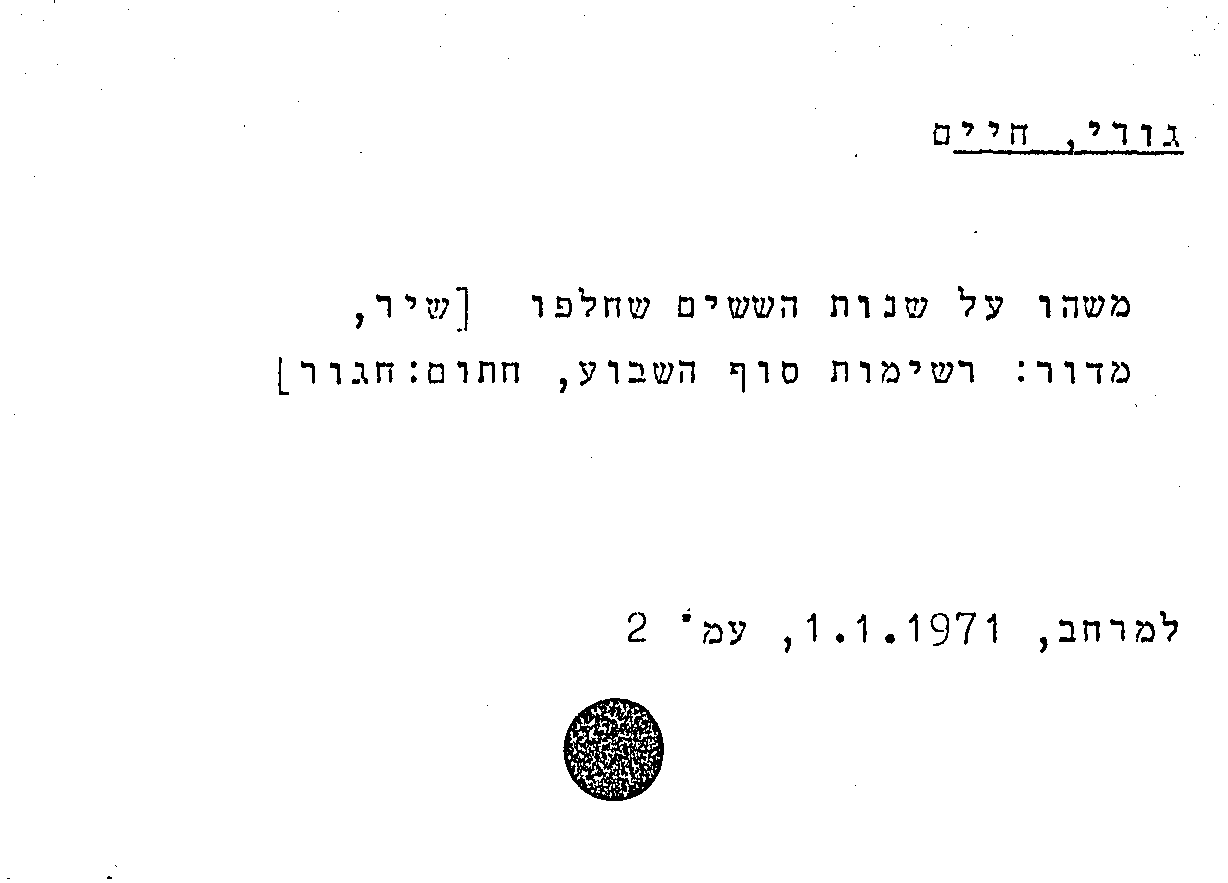 גורי, חיים
משהו על שנות הששים שחלפו [שיר,
מדור: רשימות סוף השבוע, חתום:חגור]
למרחב, 1.1.1971, עמ' 2